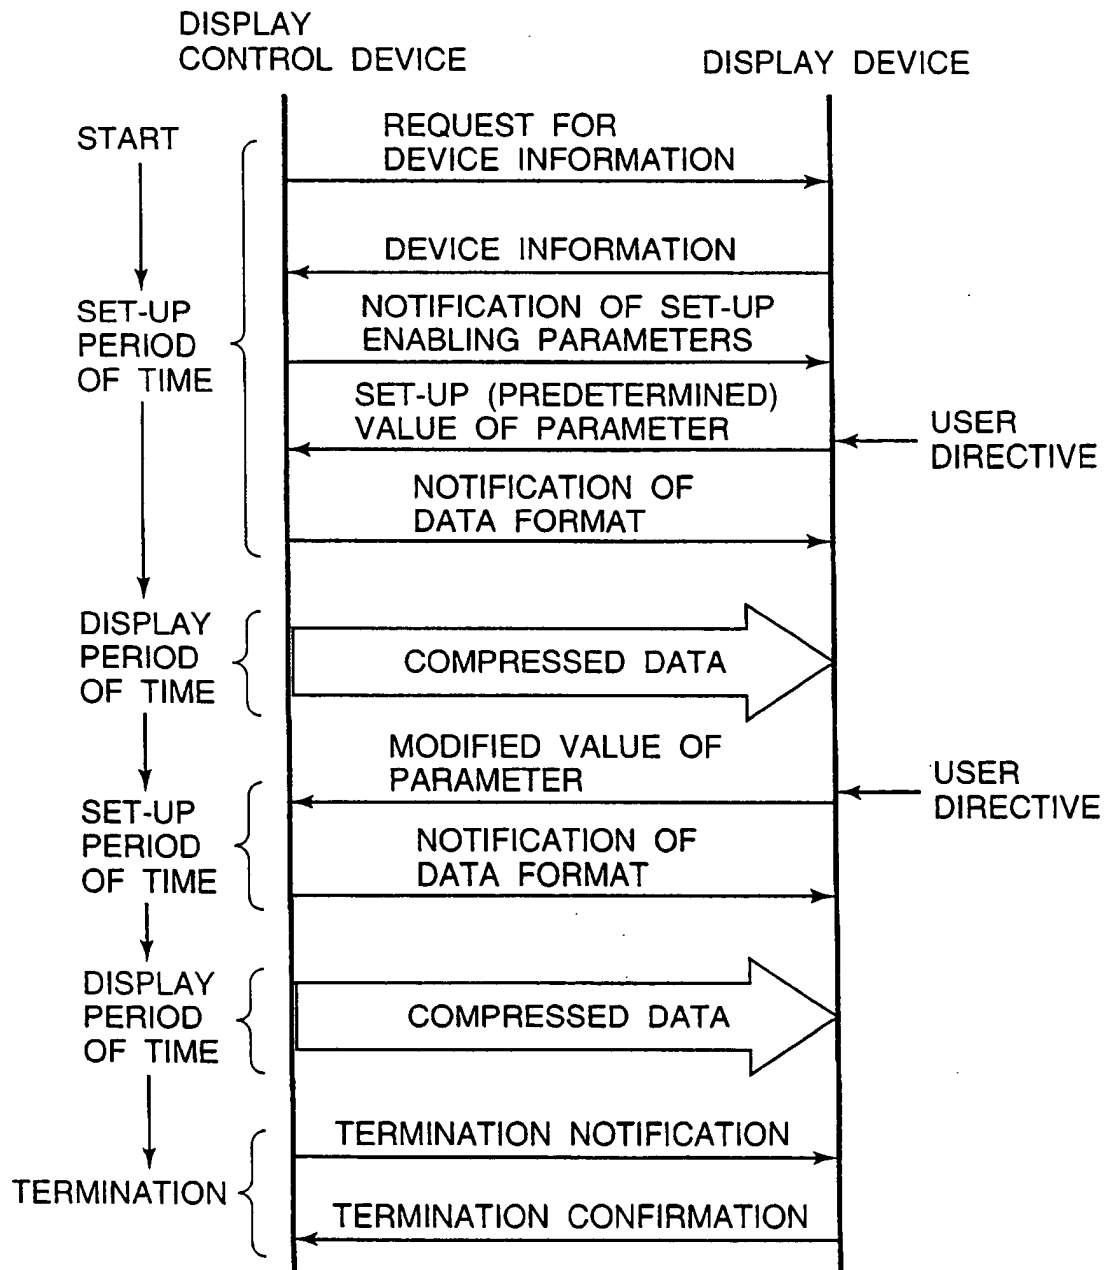 DISPLAY
CONTROL DEVICE
DISPLAY DEVICE
START
REQUEST FOR
DEVICE INFORMATION
DEVICE INFORMATION
SET-UP
PERIOD
OF TIME
NOTIFICATION OF SET-UP
ENABLING PARAMETERS
SET-UP (PREDETERMINED)
VALUE OF PARAMETER
USER
DIRECTIVE
NOTIFICATION OF
DATA FORMAT
DISPLAY
PERIOD
OF TIME
COMPRESSED DATA
MODIFIED VALUE OF
PARAMETER
USER
DIRECTIVE
SET-UP
PERIOD
OF TIME
NOTIFICATION OF
DATA FORMAT
DISPLAY
PERIOD
OF TIME
COMPRESSED DATA
TERMINATION NOTIFICATION
TERMINATION
TERMINATION CONFIRMATION